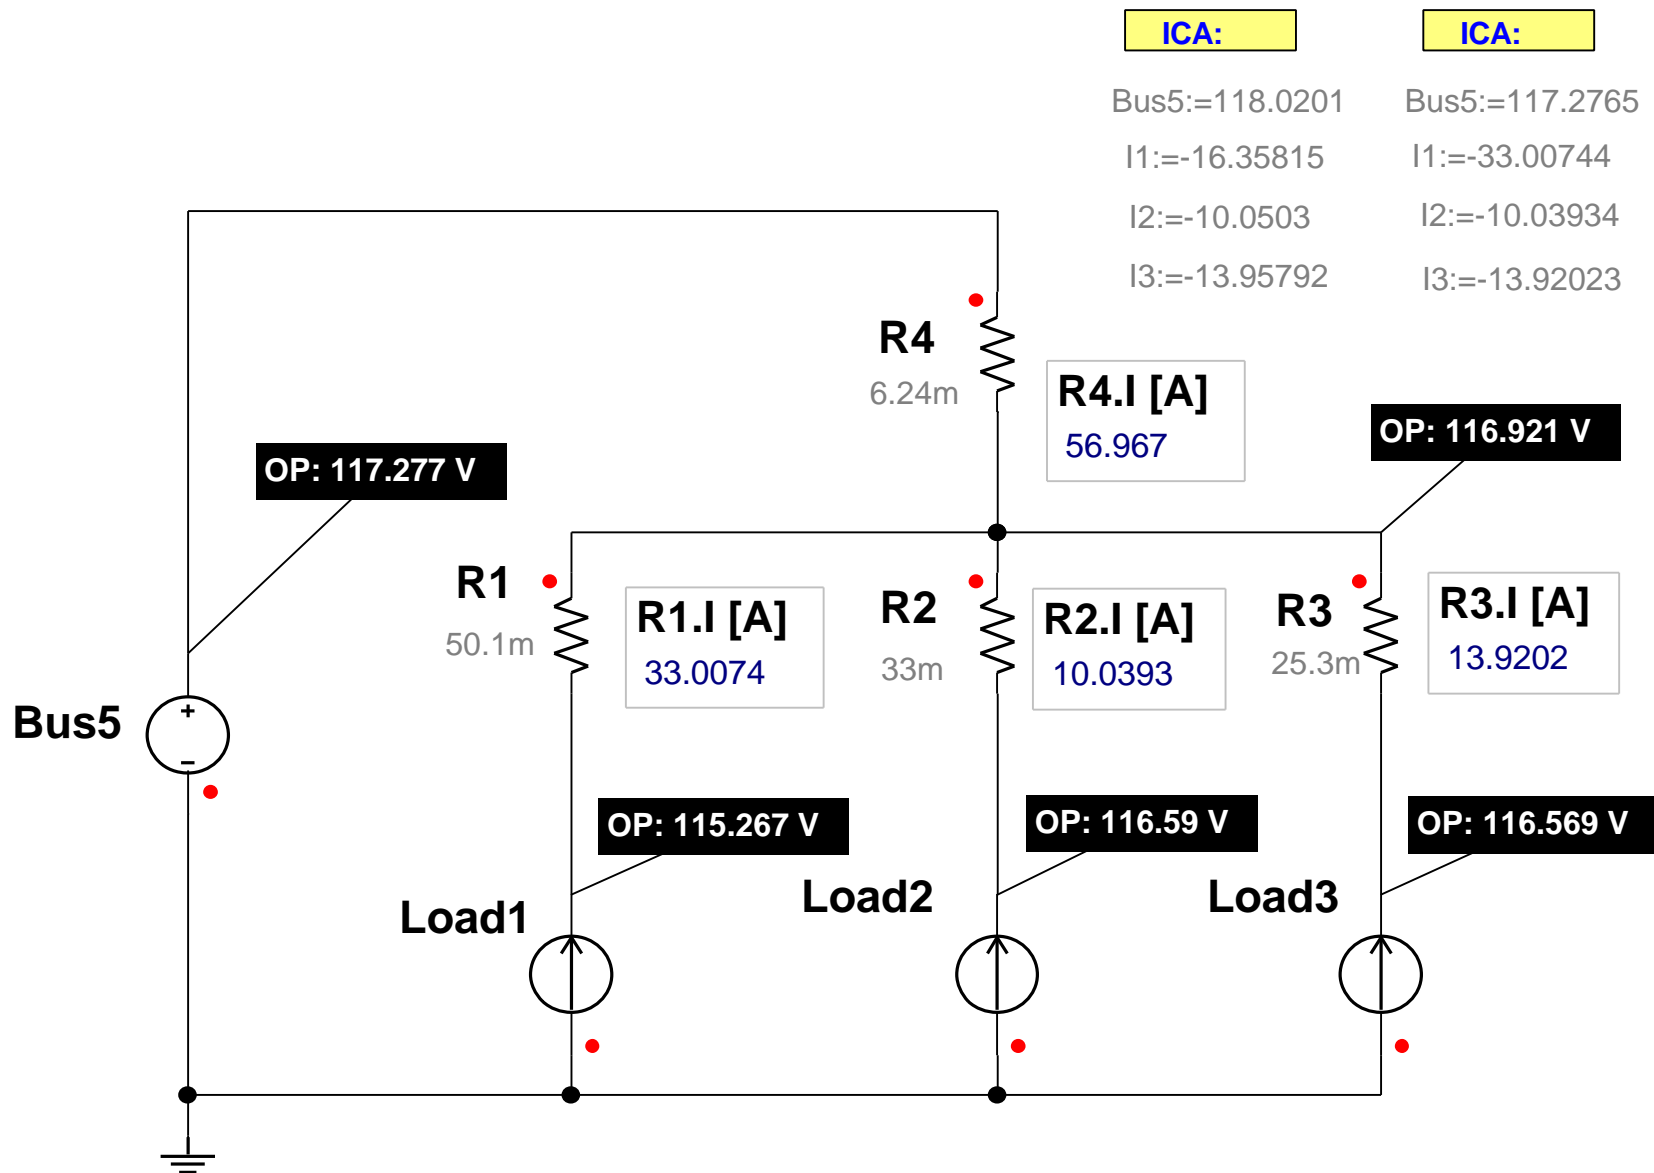 ICA:
ICA:
Bus5:=118.0201
Bus5:=117.2765
I1:=-16.35815
I1:=-33.00744
I2:=-10.0503
I2:=-10.03934
I3:=-13.95792
I3:=-13.92023
R4
6.24m
R4.I [A]
56.967
OP: 116.921 V
OP: 117.277 V
R1
50.1m
R1.I [A]
33.0074
R2
33m
R2.I [A]
10.0393
R3
25.3m
R3.I [A]
13.9202
Bus5
OP: 115.267 V
OP: 116.59 V
OP: 116.569 V
Load1
Load2
Load3